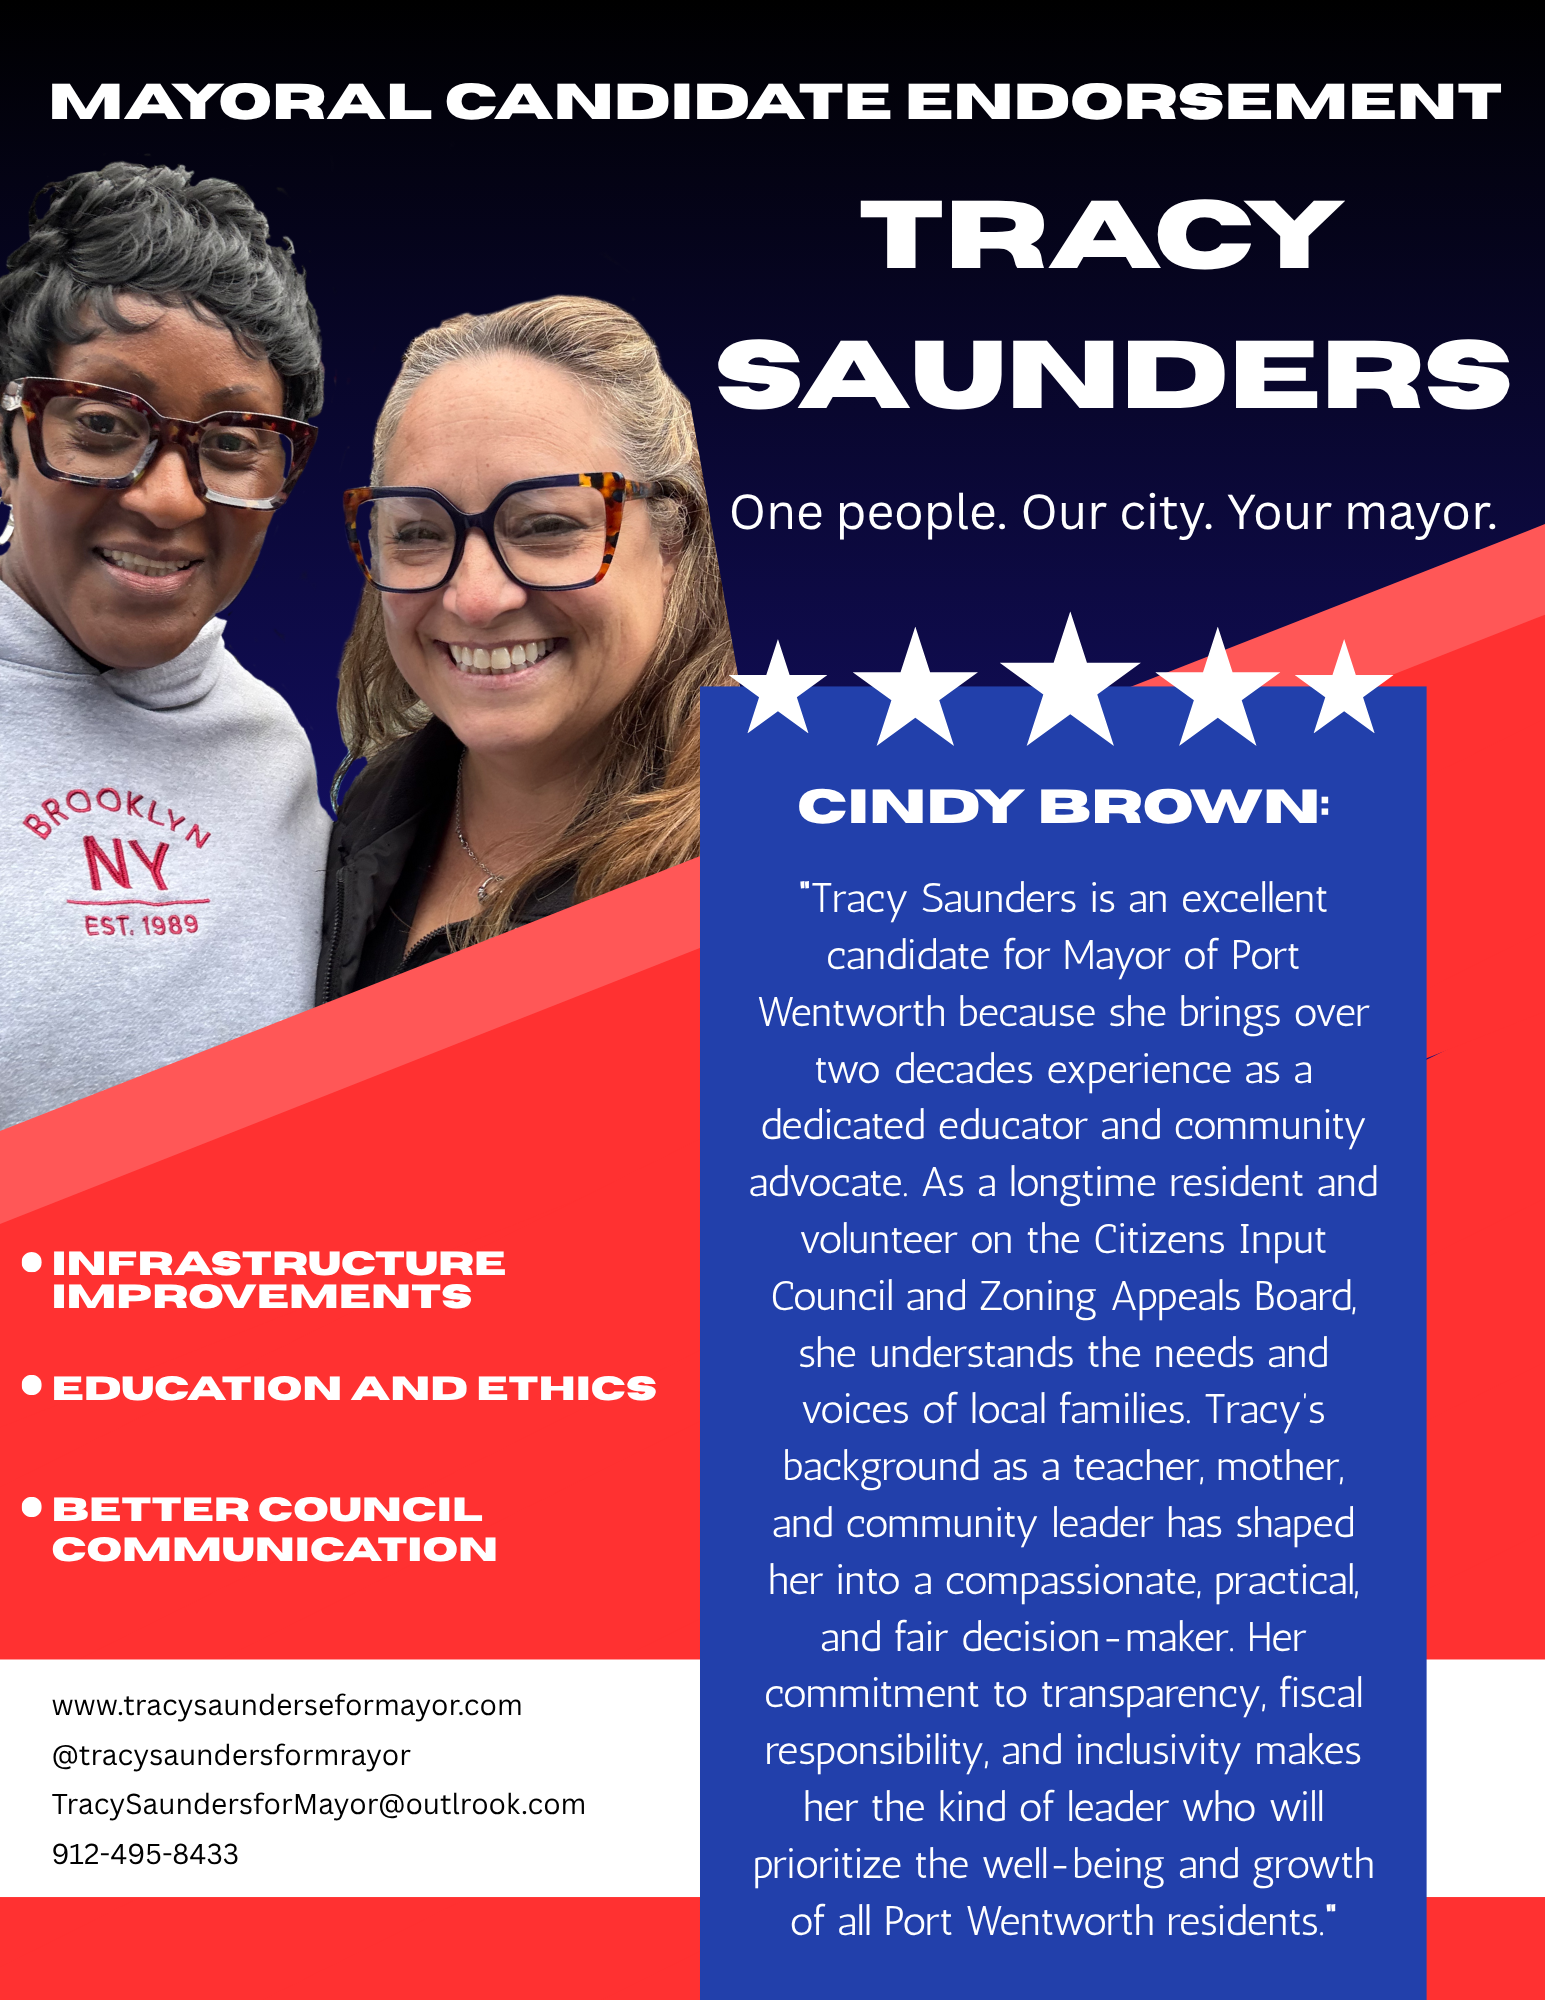 MAYORAL CANDIDATE ENDORSEMENT
TRACY
SAUNDERS
One people. Our city. Your mayor.
BROOKLYN
NY
EST. 1989
CINDY BROWN:
"Tracy Saunders is an excellent
candidate for Mayor of Port
Wentworth because she brings over
two decades experience as a
dedicated educator and community
advocate. As a longtime resident and
volunteer on the Citizens Input
Council and Zoning Appeals Board,
she understands the needs and
voices of local families. Tracy's
background as a teacher, mother,
and community leader has shaped
her into a compassionate, practical,
and fair decision-maker. Her
commitment to transparency, fiscal
responsibility, and inclusivity makes
her the kind of leader who will
prioritize the well-being and growth
of all Port Wentworth residents."
• INFRASTRUCTURE
IMPROVEMENTS
• EDUCATION AND ETHICS
• BETTER COUNCIL
COMMUNICATION
www.tracysaunderseformayor.com
@tracysaundersformrayor
TracySaundersforMayor@outlrook.com
912-495-8433